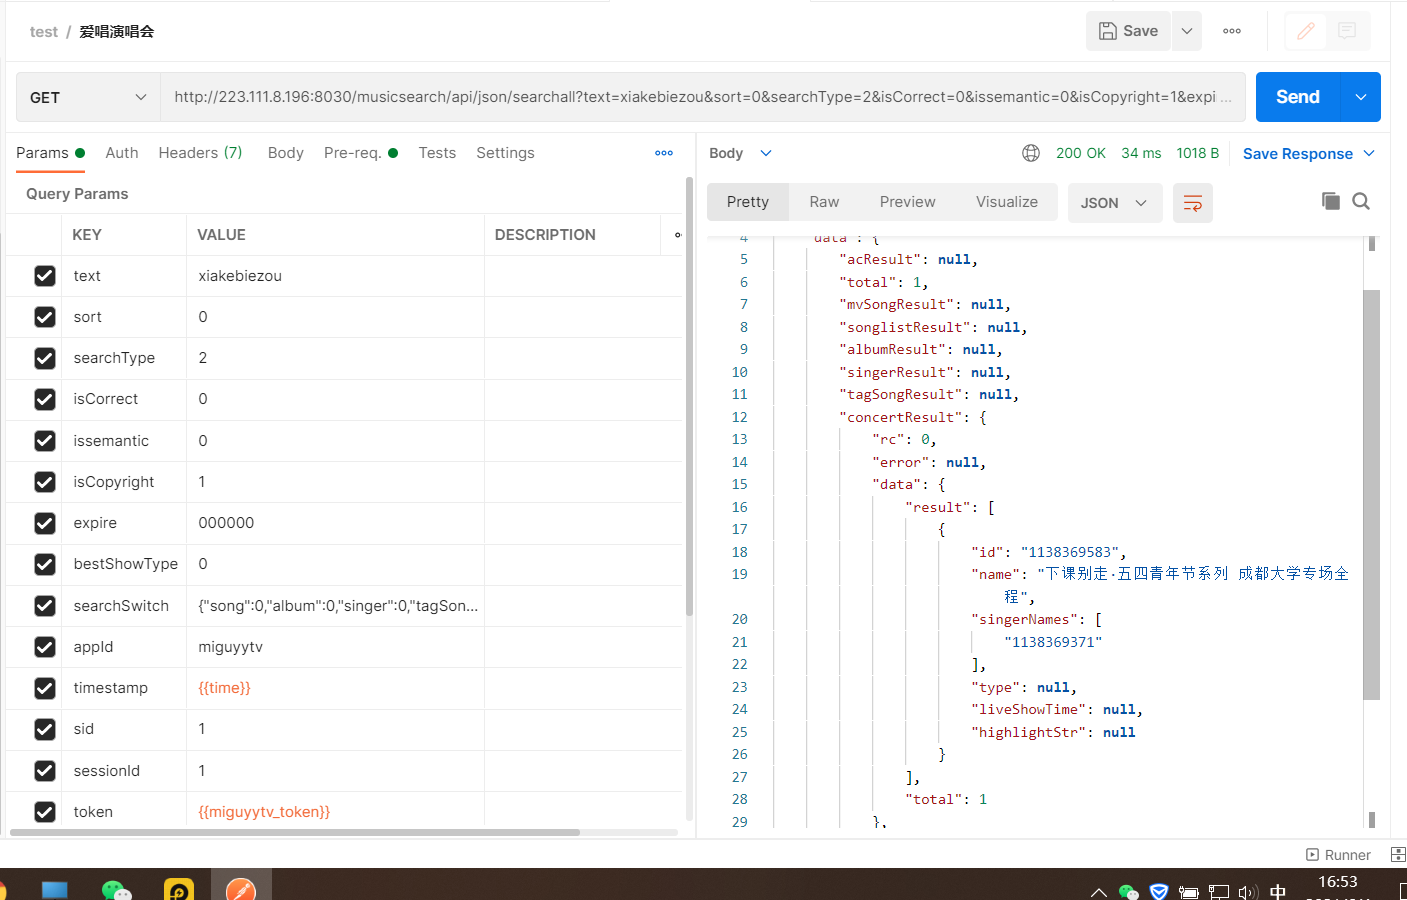 test / 爱唱演唱会
Save
GET
http://223.111.8.196:8030/musicsearch/api/json/searchall?text=xiakebiezou&sort=0&searchType=2&isCorrect=0&issemantic=0&isCopyright=1&expi ...
Send
Params
Auth
Headers (7)
Body
Pre-req.
Tests
Settings
Query Params
KEY VALUE DESCRIPTION
text xiakebiezou
sort 0
searchType 2
isCorrect 0
issemantic 0
isCopyright 1
expire 000000
bestShowType 0
searchSwitch {"song":0,"album":0,"singer":0,"tagSon...
appId miguyytv
timestamp {{time}}
sid 1
sessionId 1
token {{miguyytv_token}}
Body
200 OK 34 ms 1018 B Save Response
Pretty Raw Preview Visualize JSON
4 "data": {
5 "acResult": null,
6 "total": 1,
7 "mvSongResult": null,
8 "songlistResult": null,
9 "albumResult": null,
10 "singerResult": null,
11 "tagSongResult": null,
12 "concertResult": {
13 "rc": 0,
14 "error": null,
15 "data": {
16 "result": [
17 {
18 "id": "1138369583",
19 "name": "下课别走·五四青年节系列 成都大学专场全
程",
20 "singerNames": [
21 "1138369371"
22 ],
23 "type": null,
24 "liveShowTime": null,
25 "highlightStr": null
26 }
27 ],
28 "total": 1
29 },
Runner
中
16:53